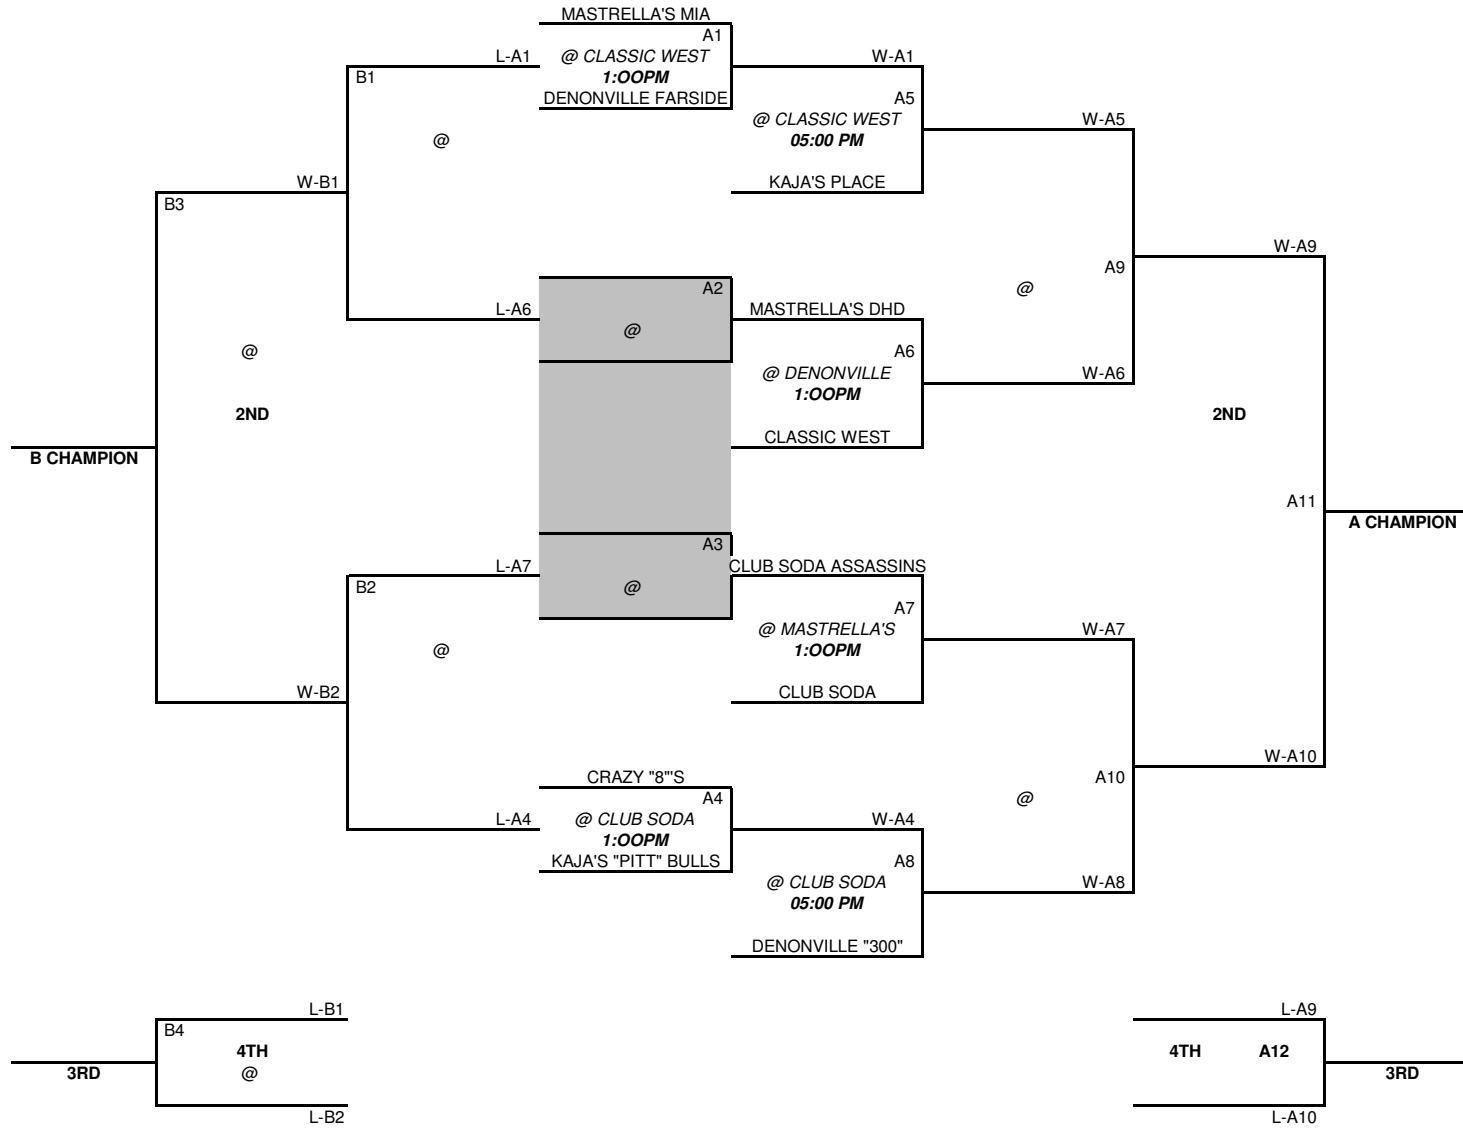 MASTRELLA'S MIA
A1
L-A1
@ CLASSIC WEST
W-A1
B1
1:OOPM
DENONVILLE FARSIDE
A5
@ CLASSIC WEST
W-A5
@
05:00 PM
W-B1
KAJA'S PLACE
B3
W-A9
A9
A2
@
L-A6
@
MASTRELLA'S DHD
@
A6
@ DENONVILLE
W-A6
1:OOPM
2ND
2ND
CLASSIC WEST
B CHAMPION
A11
A CHAMPION
A3
L-A7
CLUB SODA ASSASSINS
B2
@
A7
@ MASTRELLA'S
W-A7
@
1:OOPM
W-B2
CLUB SODA
W-A10
CRAZY "8"'S
A10
A4
@
L-A4
@ CLUB SODA
W-A4
1:OOPM
KAJA'S "PITT" BULLS
A8
@ CLUB SODA
W-A8
05:00 PM
DENONVILLE "300"
L-B1
L-A9
B4
4TH
4TH
A12
3RD
@
3RD
L-B2
L-A10